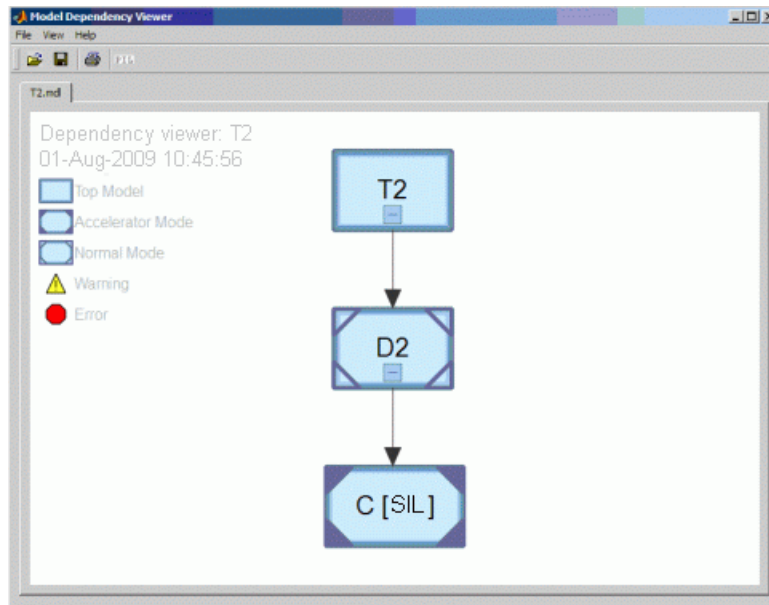 Model Dependency Viewer
File View Help
T2.mdl
Dependency viewer: T2
01-Aug-2009 10:45:56
Top Model
Accelerator Mode
Normal Mode
Warning
Error
T2
D2
C [SIL]